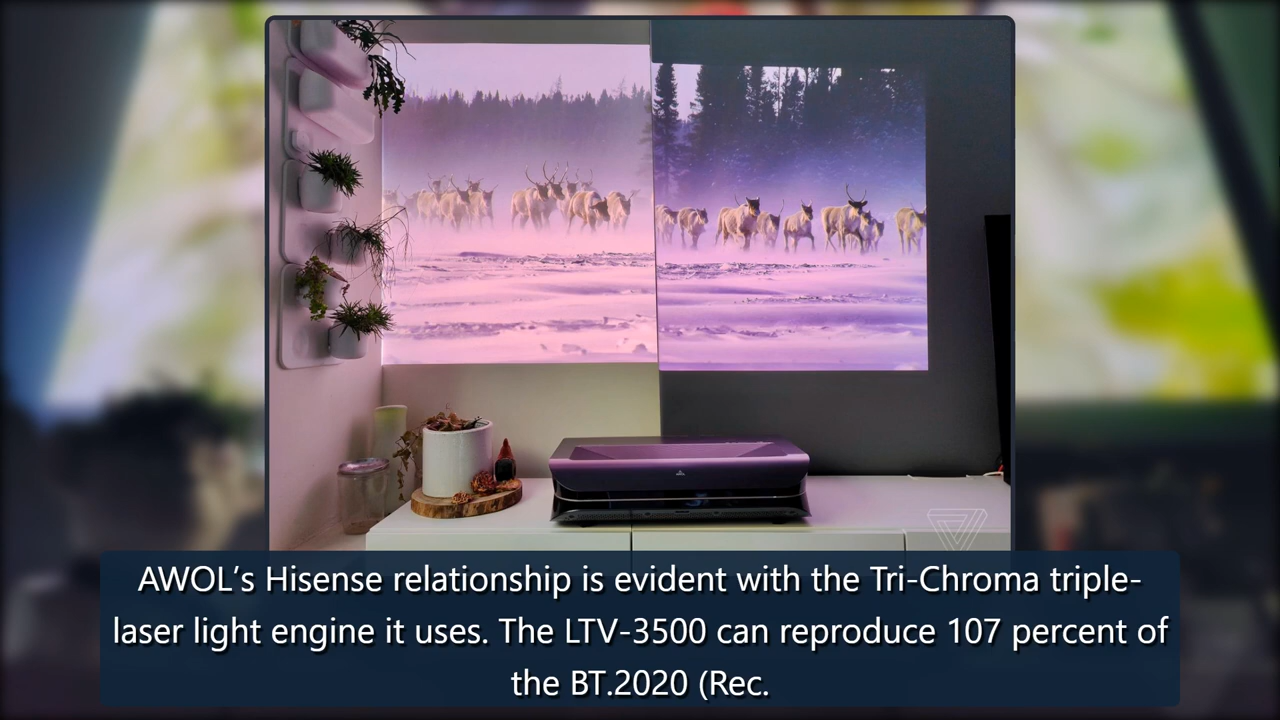 AWOL’s Hisense relationship is evident with the Tri-Chroma triple-
laser light engine it uses. The LTV-3500 can reproduce 107 percent of
the BT.2020 (Rec.